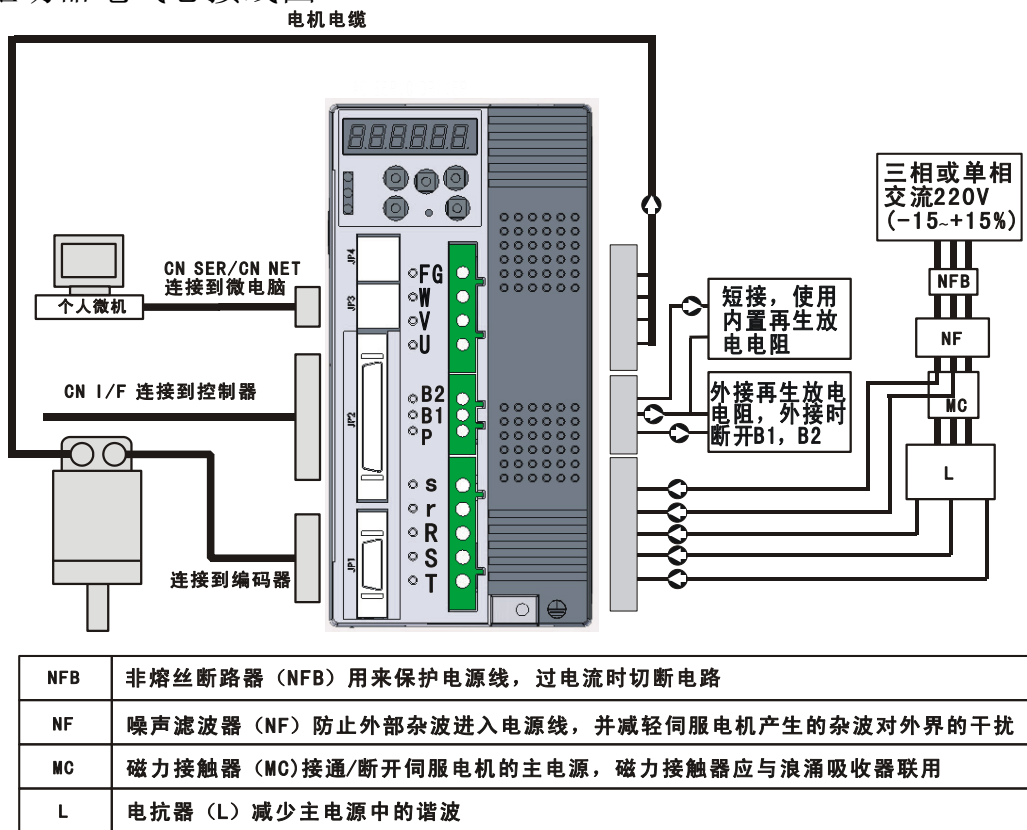 电机电缆
三相或单相
交流220V
(-15~+15%)
NFB
NF
MC
L
CN SER/CN NET
连接到微电脑
个人微机
CN I/F 连接到控制器
连接到编码器
888888
JP4
JP3
JP2
JP1
FG
W
V
U
B2
B1
P
s
r
R
S
T
短接，使用
内置再生放
电电阻
外接再生放电
电阻，外接时
断开B1，B2
NFB 非熔丝断路器（NFB）用来保护电源线，过电流时切断电路
NF 噪声滤波器（NF）防止外部杂波进入电源线，并减轻伺服电机产生的杂波对外界的干扰
MC 磁力接触器（MC)接通/断开伺服电机的主电源，磁力接触器应与浪涌吸收器联用
L 电抗器（L）减少主电源中的谐波